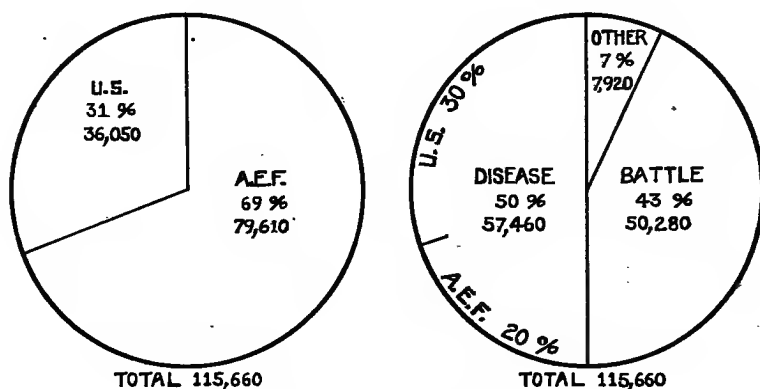 U.S.
31 %
36,050
A.E.F.
69 %
79,610
TOTAL 115,660
OTHER
7 %
7,920
U.S. 30 %
DISEASE
50 %
57,460
BATTLE
43 %
50,280
A.E.F. 20 %
TOTAL 115,660